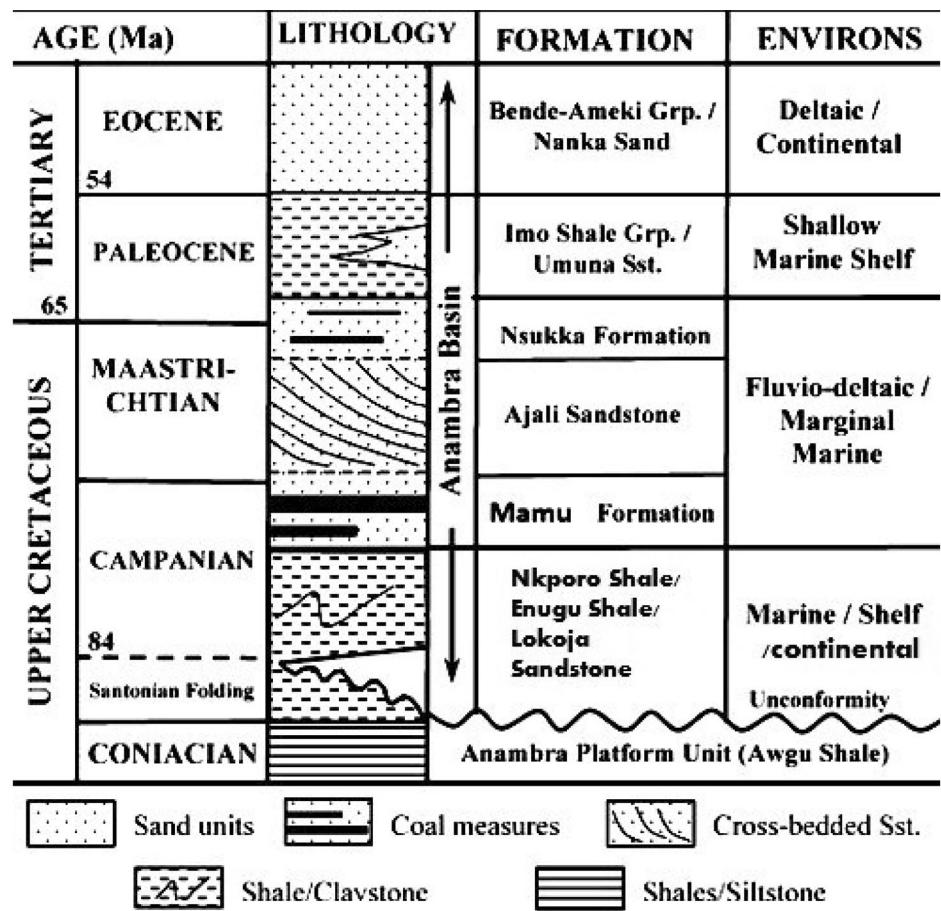 AGE (Ma)
LITHOLOGY
FORMATION
ENVIRONS
TERTIARY
EOCENE
54
Bende-Ameki Grp. /
Nanka Sand
Deltaic /
Continental
PALEOCENE
65
Imo Shale Grp. /
Umuna Sst.
Shallow
Marine Shelf
Anambra Basin
UPPER CRETACEOUS
MAASTRI-
CHTIAN
Nsukka Formation
Ajali Sandstone
Fluvio-deltaic /
Marginal
Marine
Mamu Formation
CAMPANIAN
84
Nkporo Shale/
Enugu Shale/
Lokoja
Sandstone
Marine / Shelf
/continental
Santonian Folding
Unconformity
CONIACIAN
Anambra Platform Unit (Awgu Shale)
Sand units
Coal measures
Cross-bedded Sst.
Shale/Clavstone
Shales/Siltstone